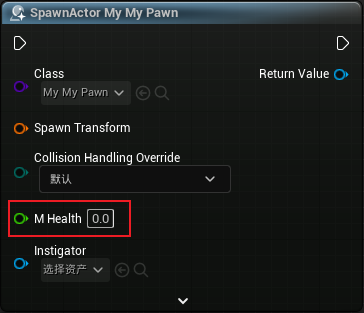 SpawnActor My My Pawn
Class
Return Value
My My Pawn
Spawn Transform
Collision Handling Override
默认
M Health 0.0
Instigator
选择资产